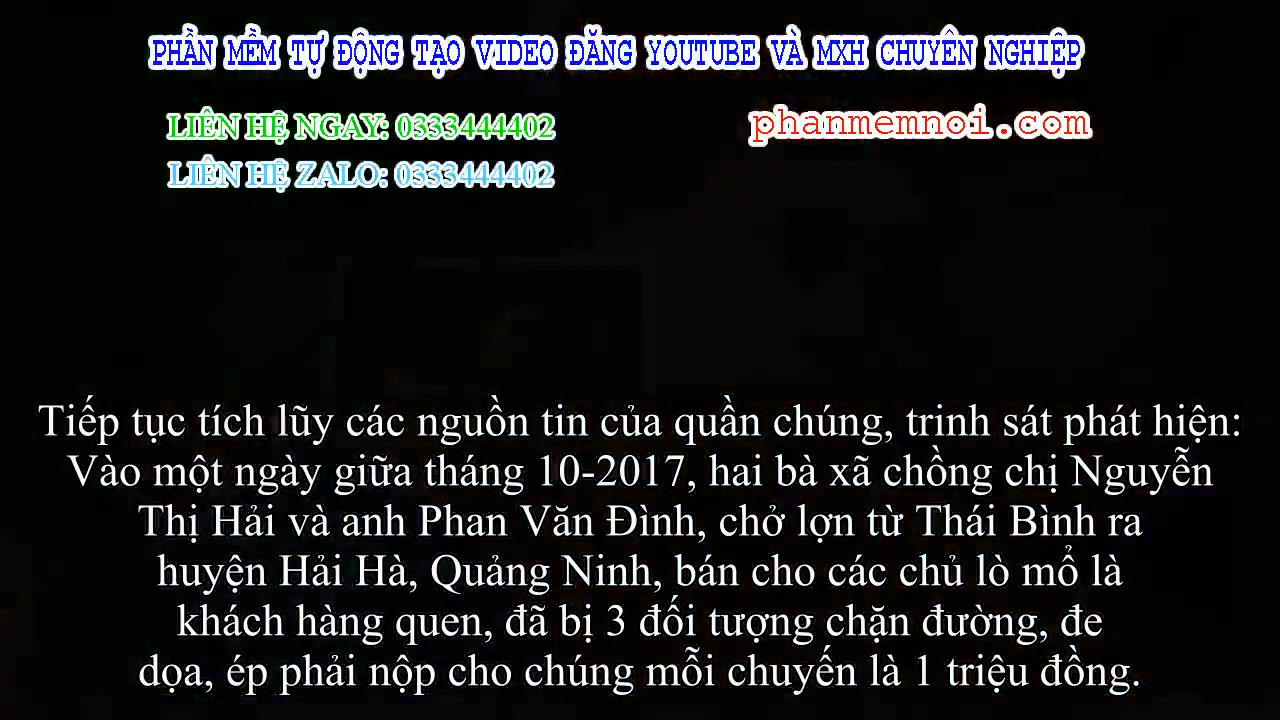 PHẦN MỀM TỰ ĐỘNG TẠO VIDEO ĐĂNG YOUTUBE VÀ MXH CHUYÊN NGHIỆP
LIÊN HỆ NGAY: 0333444402
phanmemnoi.com
LIÊN HỆ ZALO: 0333444402
Tiếp tục tích lũy các nguồn tin của quần chúng, trinh sát phát hiện:
Vào một ngày giữa tháng 10-2017, hai bà xã chồng chị Nguyễn
Thị Hải và anh Phan Văn Đình, chở lợn từ Thái Bình ra
huyện Hải Hà, Quảng Ninh, bán cho các chủ lò mổ là
khách hàng quen, đã bị 3 đối tượng chặn đường, đe
dọa, ép phải nộp cho chúng mỗi chuyến là 1 triệu đồng.